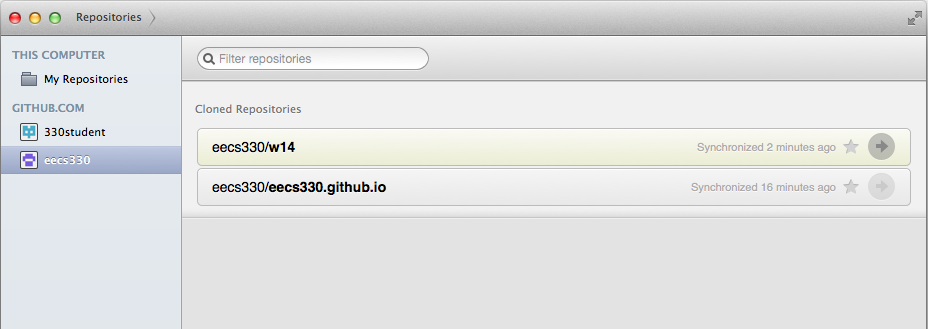 Repositories
THIS COMPUTER
My Repositories
GITHUB.COM
330student
eecs330
Filter repositories
Cloned Repositories
eecs330/w14 Synchronized 2 minutes ago
eecs330/eecs330.github.io Synchronized 16 minutes ago